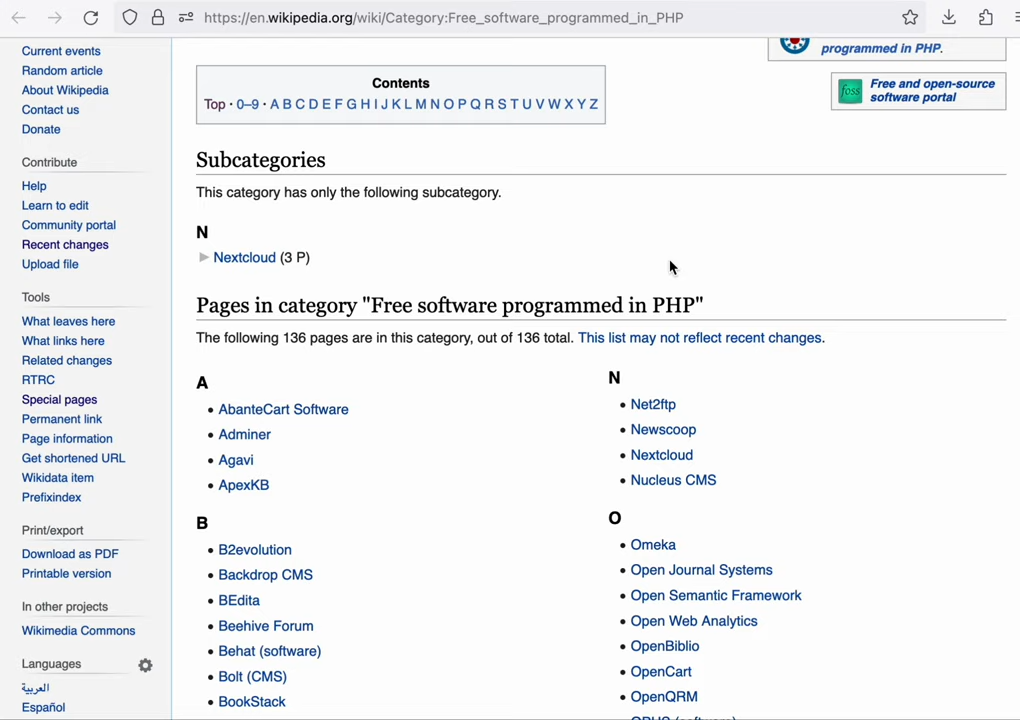 https://en.wikipedia.org/wiki/Category:Free_software_programmed_in_PHP
Current events
Random article
About Wikipedia
Contact us
Donate
Contribute
Help
Learn to edit
Community portal
Recent changes
Upload file
Tools
What leaves here
What links here
Related changes
RTRC
Special pages
Permanent link
Page information
Get shortened URL
Wikidata item
Prefixindex
Print/export
Download as PDF
Printable version
In other projects
Wikimedia Commons
Languages
العربية
Español
programmed in PHP.
foss
Free and open-source
software portal
Contents
Top · 0–9 · A B C D E F G H I J K L M N O P Q R S T U V W X Y Z
Subcategories
This category has only the following subcategory.
N
► Nextcloud (3 P)
Pages in category "Free software programmed in PHP"
The following 136 pages are in this category, out of 136 total. This list may not reflect recent changes.
A
• AbanteCart Software
• Adminer
• Agavi
• ApexKB
B
• B2evolution
• Backdrop CMS
• BEdita
• Beehive Forum
• Behat (software)
• Bolt (CMS)
• BookStack
N
• Net2ftp
• Newscoop
• Nextcloud
• Nucleus CMS
O
• Omeka
• Open Journal Systems
• Open Semantic Framework
• Open Web Analytics
• OpenBiblio
• OpenCart
• OpenQRM